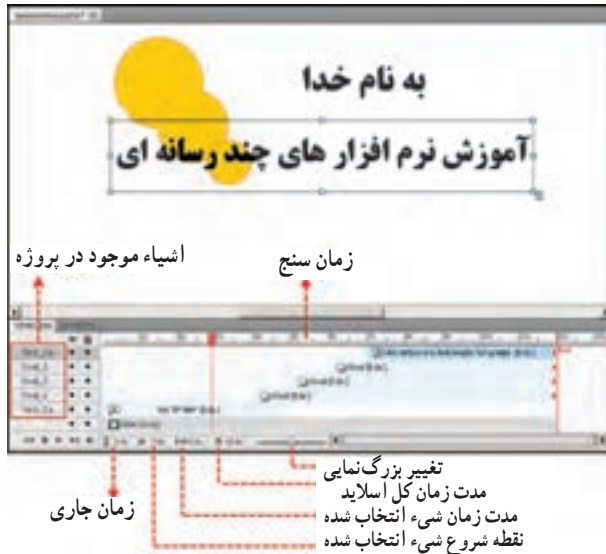 به نام خدا
آموزش نرم افزار های چند رسانه ای
اشیاء موجود در پروژه
زمان سنج
تغییر بزرگ‌نمایی
مدت زمان کل اسلاید
مدت زمان شیء انتخاب شده
نقطه شروع شیء انتخاب شده
زمان جاری